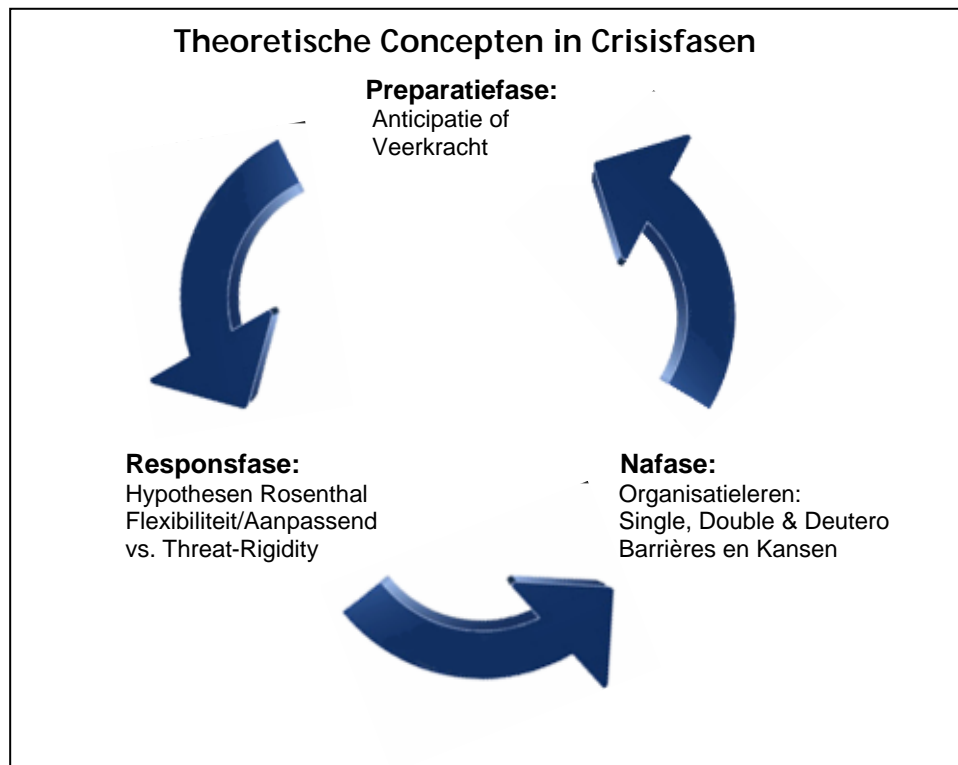 Theoretische Concepten in Crisisfasen
Preparatiefase:
Anticipatie of
Veerkracht
Responsfase:
Hypothesen Rosenthal
Flexibiliteit/Aanpassend
vs. Threat-Rigidity
Nafase:
Organisatieleren:
Single, Double & Deutero
Barrières en Kansen